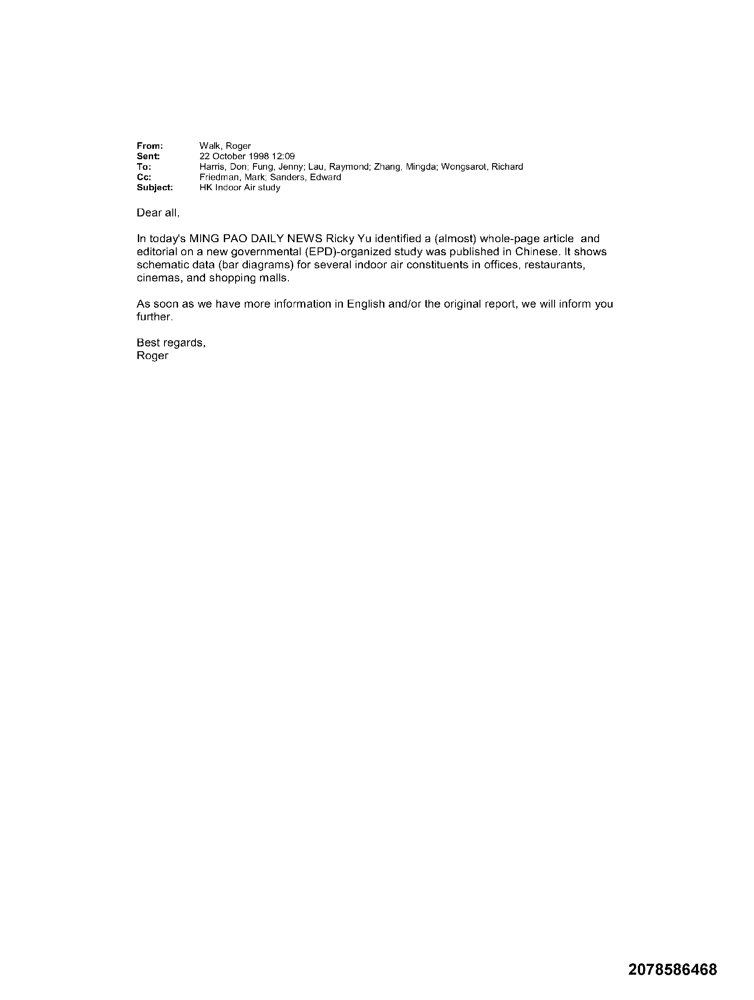 From: Walk, Roger
Sent: 22 October 1998 12:09
To: Harris, Don; Fung, Jenny; Lau, Raymond; Zhang, Mingda; Wongsarot, Richard
Cc: Friedman, Mark; Sanders, Edward
Subject: HK Indoor Air study
Dear all,
In today's MING PAO DAILY NEWS Ricky Yu identified a (almost) whole-page article and
editorial on a new governmental (EPD)-organized study was published in Chinese. It shows
schematic data (bar diagrams) for several indoor air constituents in offices, restaurants,
cinemas, and shopping malls.
As soon as we have more information in English and/or the original report, we will inform you
further.
Best regards,
Roger
2078586468